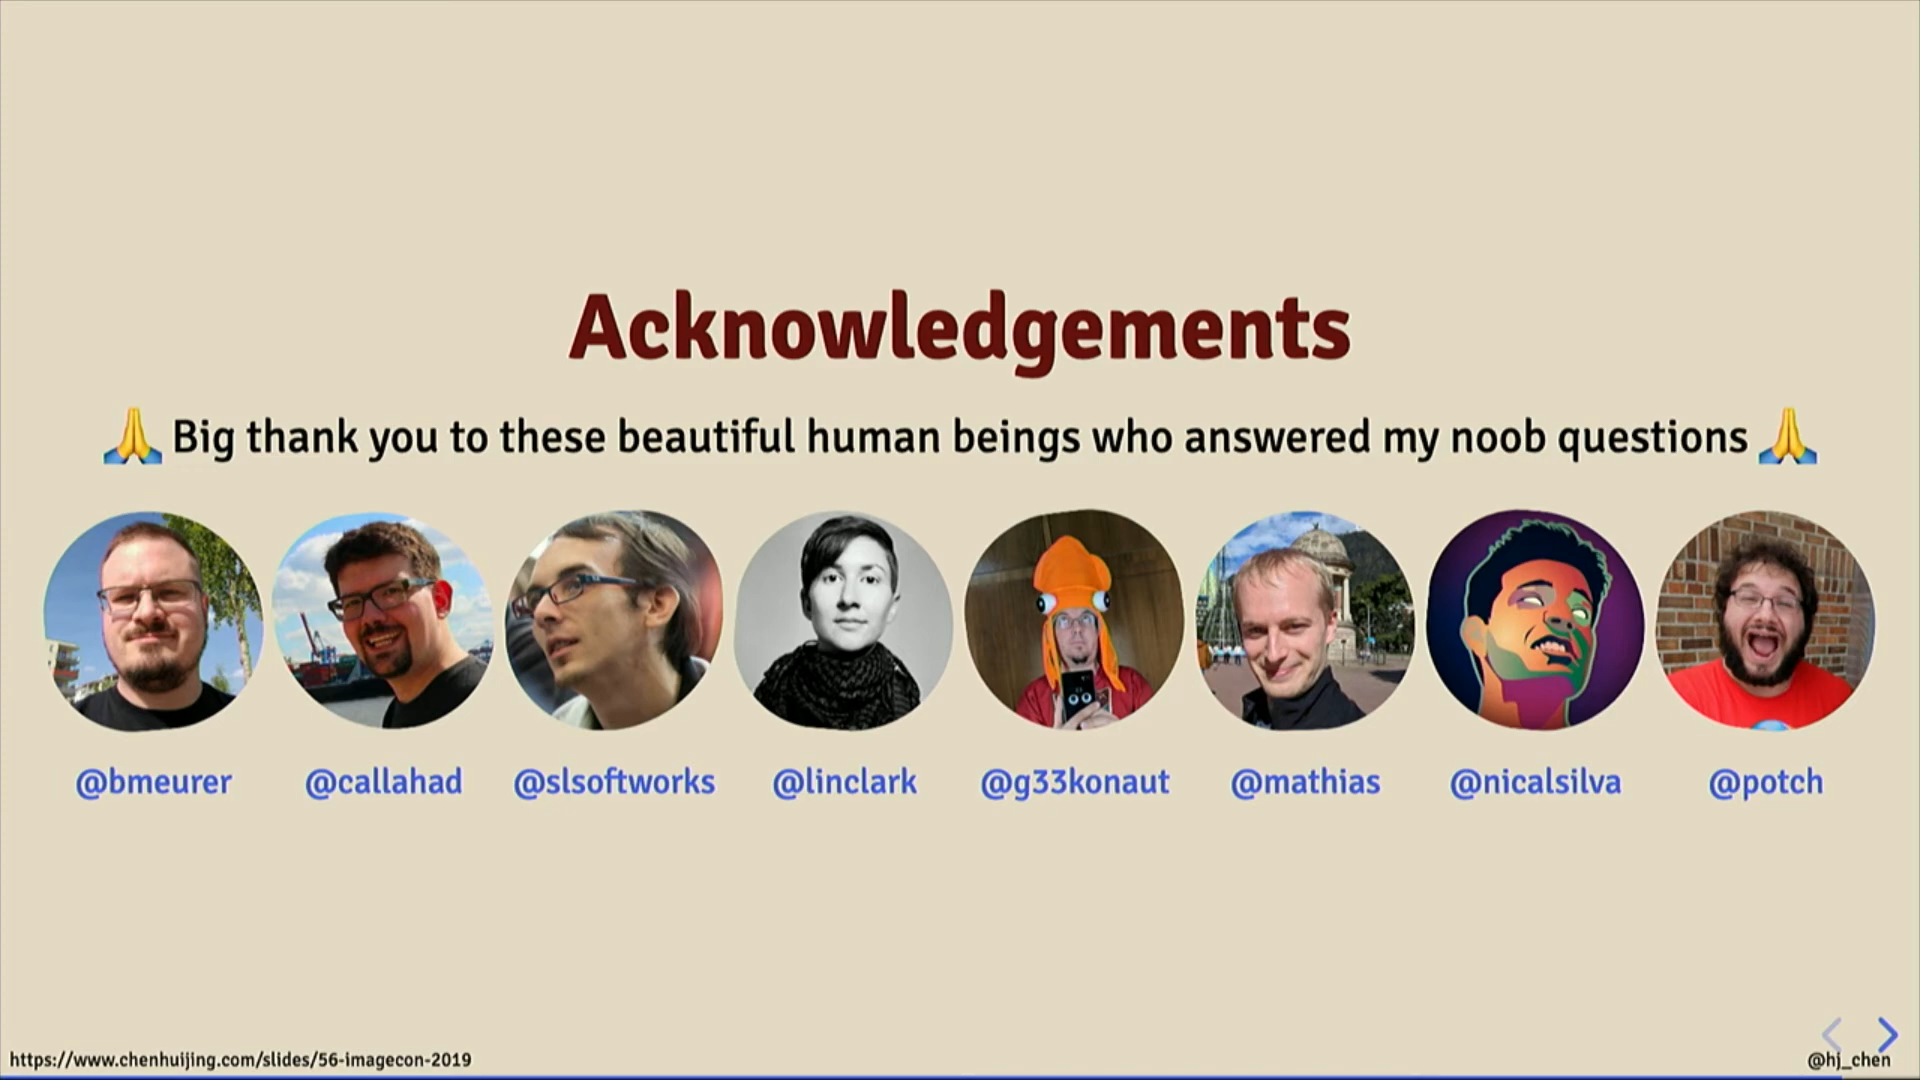 Acknowledgements
🙏 Big thank you to these beautiful human beings who answered my noob questions 🙏
@bmeurer @callahad @slsoftworks @linclark @g33konaut @mathias @nicalsilva @potch
https://www.chenhuijing.com/slides/56-imagecon-2019 @hj_chen